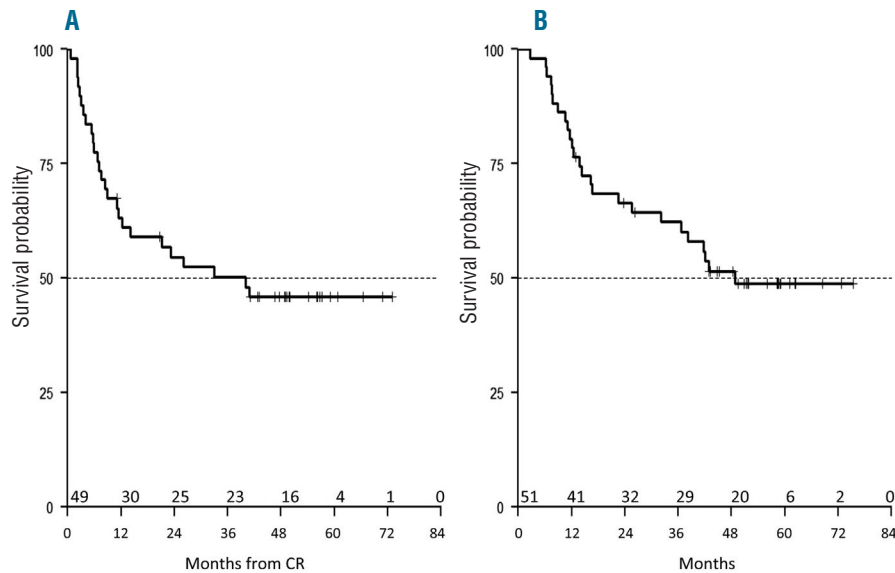 A
100
75
50
25
0
Survival probability
49 30 25 23 16 4 1 0
0 12 24 36 48 60 72 84
Months from CR
B
100
75
50
25
0
Survival probability
51 41 32 29 20 6 2 0
0 12 24 36 48 60 72 84
Months